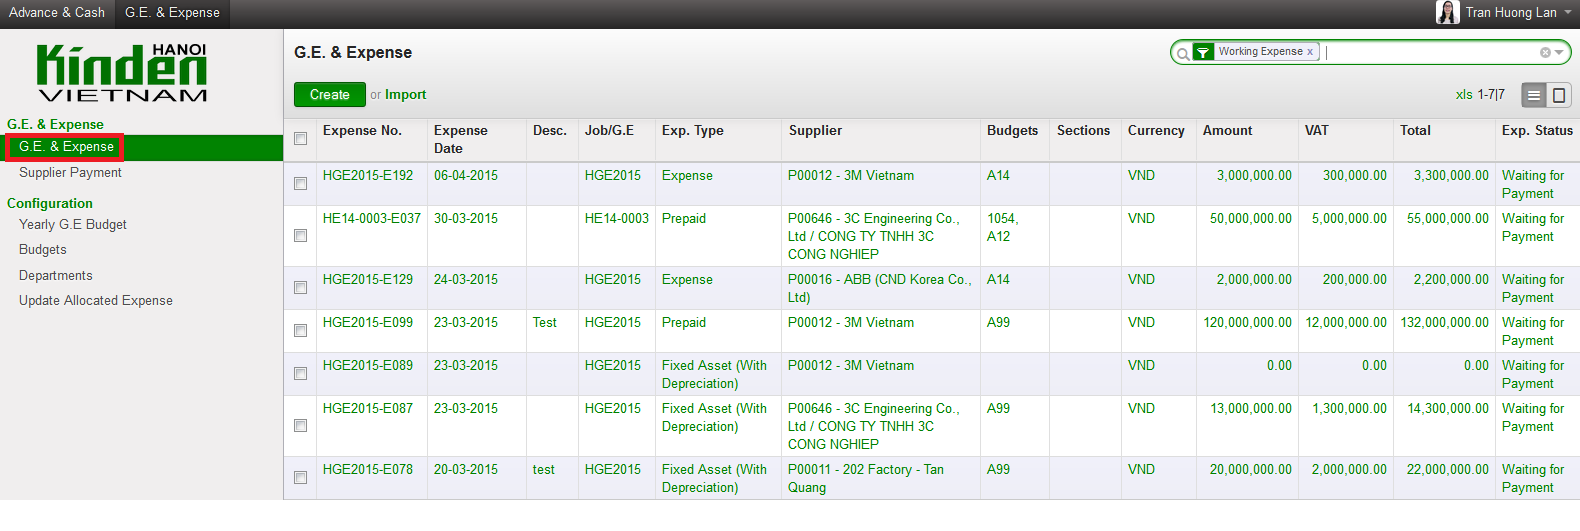 Advance & Cash G.E. & Expense Tran Huong Lan
HANOI
Kinden
VIETNAM
G.E. & Expense
G.E. & Expense
Supplier Payment
Configuration
Yearly G.E Budget
Budgets
Departments
Update Allocated Expense
G.E. & Expense Working Expense x
Create or Import xls 1-7|7
Expense No. Expense Date Desc. Job/G.E Exp. Type Supplier Budgets Sections Currency Amount VAT Total Exp. Status
HGE2015-E192 06-04-2015 HGE2015 Expense P00012 - 3M Vietnam A14 VND 3,000,000.00 300,000.00 3,300,000.00 Waiting for
Payment
HE14-0003-E037 30-03-2015 HE14-0003 Prepaid P00646 - 3C Engineering Co., 1054, VND 50,000,000.00 5,000,000.00 55,000,000.00 Waiting for
Ltd / CONG TY TNHH 3C A12 Payment
CONG NGHIEP
HGE2015-E129 24-03-2015 HGE2015 Expense P00016 - ABB (CND Korea Co., A14 VND 2,000,000.00 200,000.00 2,200,000.00 Waiting for
Ltd) Payment
HGE2015-E099 23-03-2015 Test HGE2015 Prepaid P00012 - 3M Vietnam A99 VND 120,000,000.00 12,000,000.00 132,000,000.00 Waiting for
Payment
HGE2015-E089 23-03-2015 HGE2015 Fixed Asset (With P00012 - 3M Vietnam VND 0.00 0.00 0.00 Waiting for
Depreciation) Payment
HGE2015-E087 23-03-2015 HGE2015 Fixed Asset (With P00646 - 3C Engineering Co., A99 VND 13,000,000.00 1,300,000.00 14,300,000.00 Waiting for
Depreciation) Ltd / CONG TY TNHH 3C Payment
CONG NGHIEP
HGE2015-E078 20-03-2015 test HGE2015 Fixed Asset (With P00011 - 202 Factory - Tan A99 VND 20,000,000.00 2,000,000.00 22,000,000.00 Waiting for
Depreciation) Quang Payment